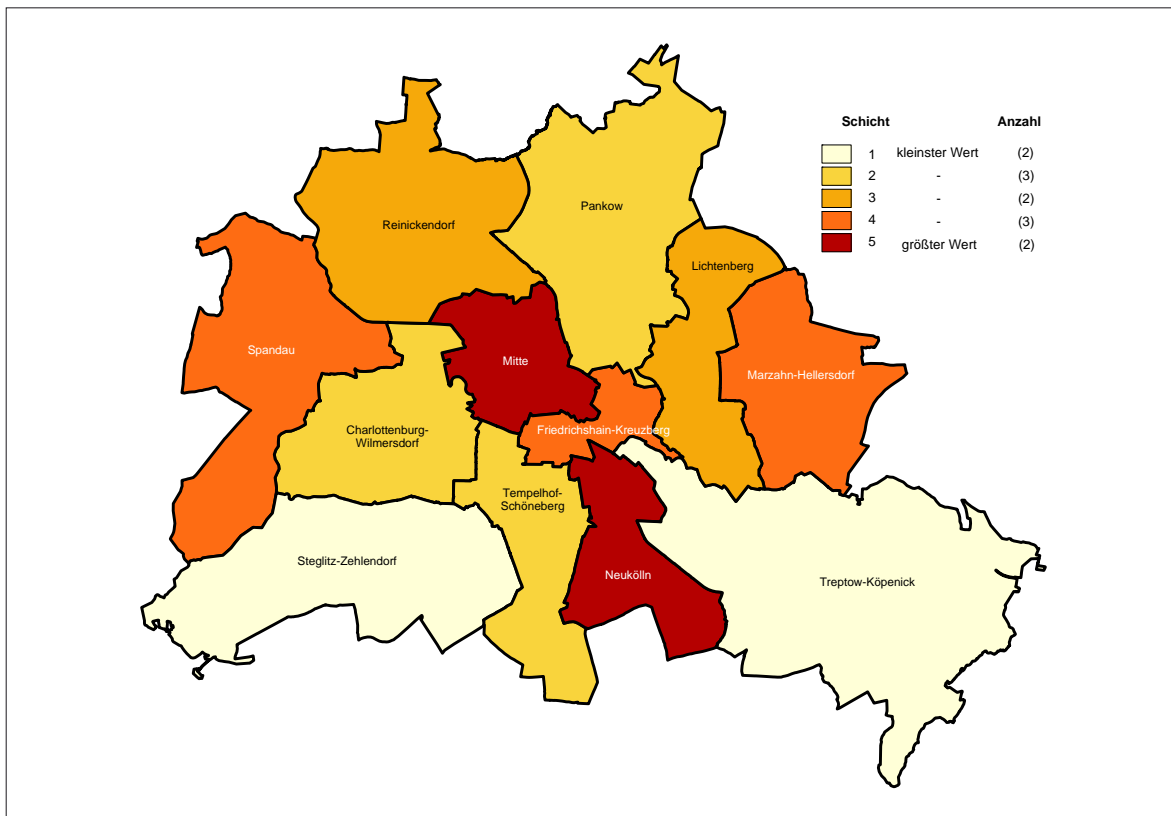 Schicht Anzahl
1 kleinster Wert (2)
2 - (3)
3 - (2)
4 - (3)
5 größter Wert (2)
Pankow
Reinickendorf
Lichtenberg
Spandau
Mitte
Marzahn-Hellersdorf
Charlottenburg-
Wilmersdorf
Friedrichshain-Kreuzberg
Tempelhof-
Schöneberg
Steglitz-Zehlendorf
Neukölln
Treptow-Köpenick